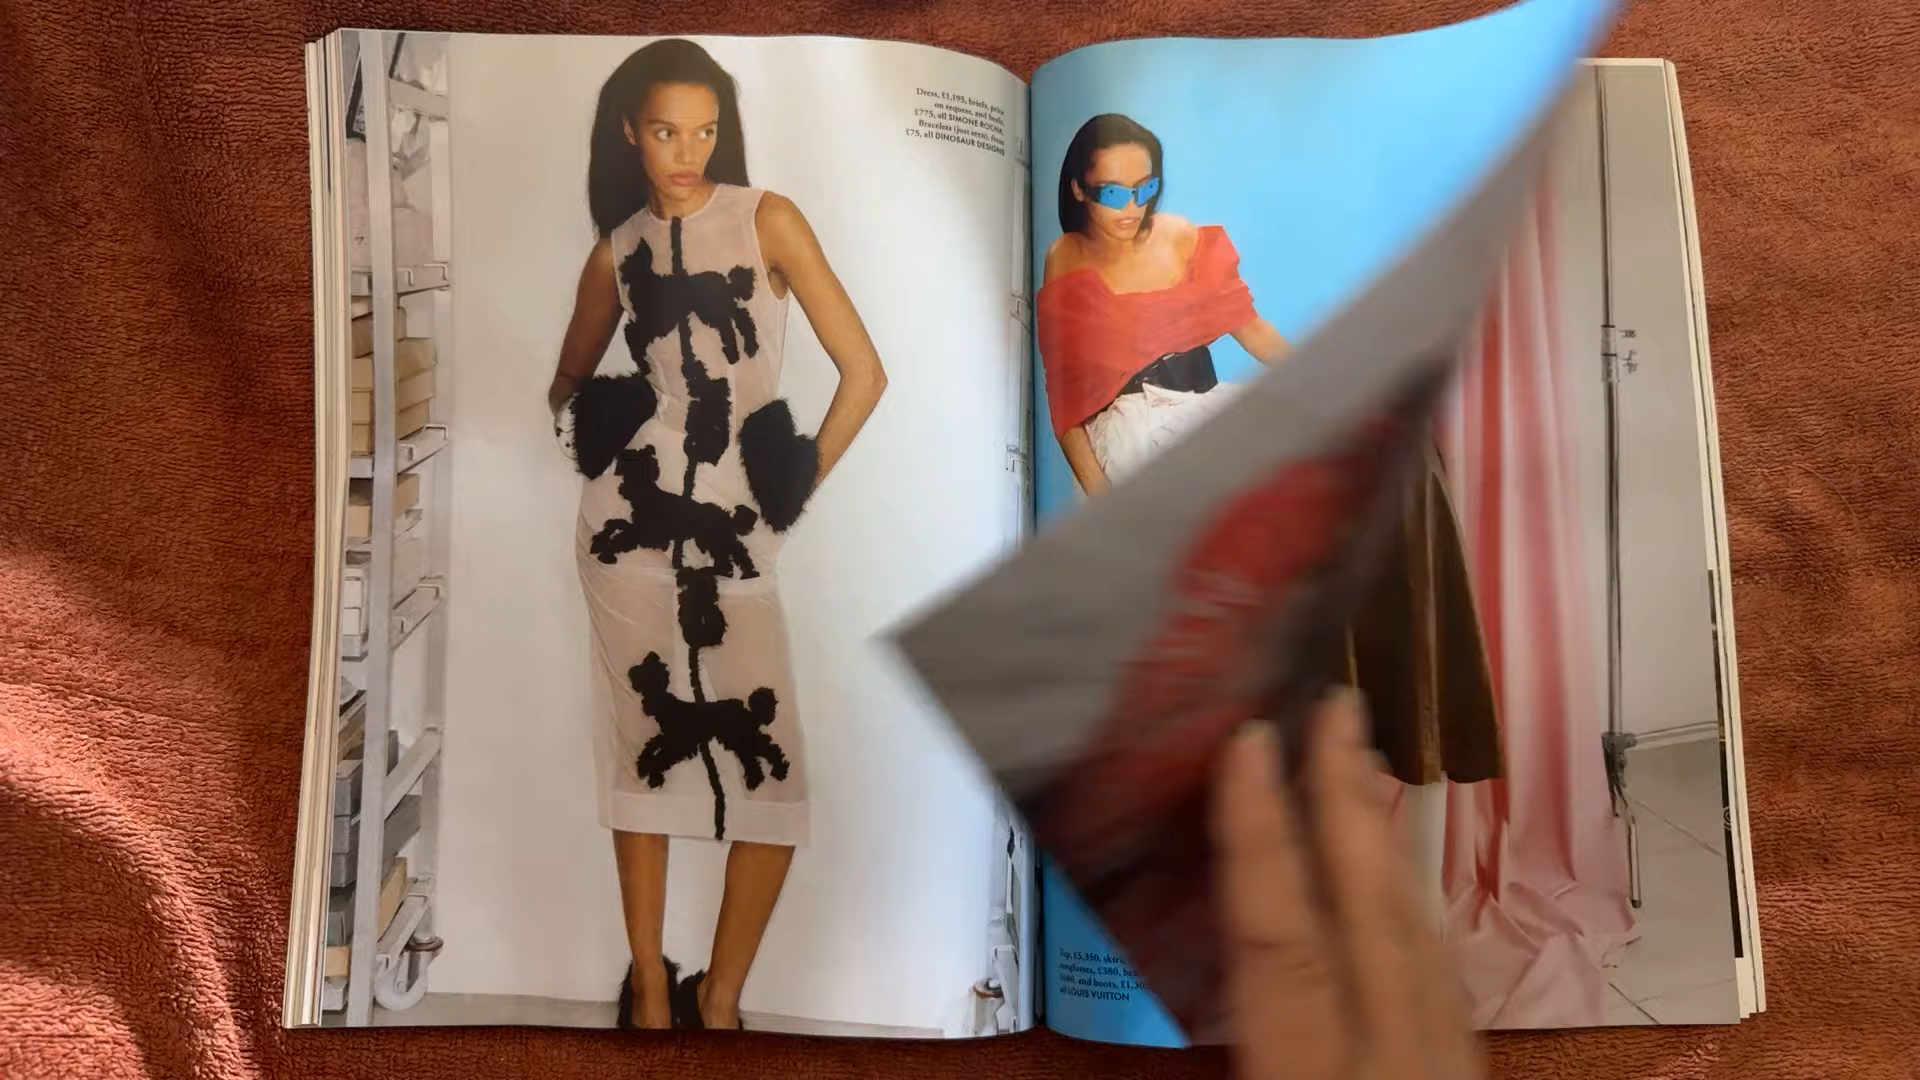 Dress, £1,195, briefs, price
on request, and heels,
£775, all SIMONE ROCHA.
Bracelets (just seen), from
£75, all DINOSAUR DESIGNS
Top, £5,350, skirt,
sunglasses, £380,
and boots,
all LOUIS VUITTON